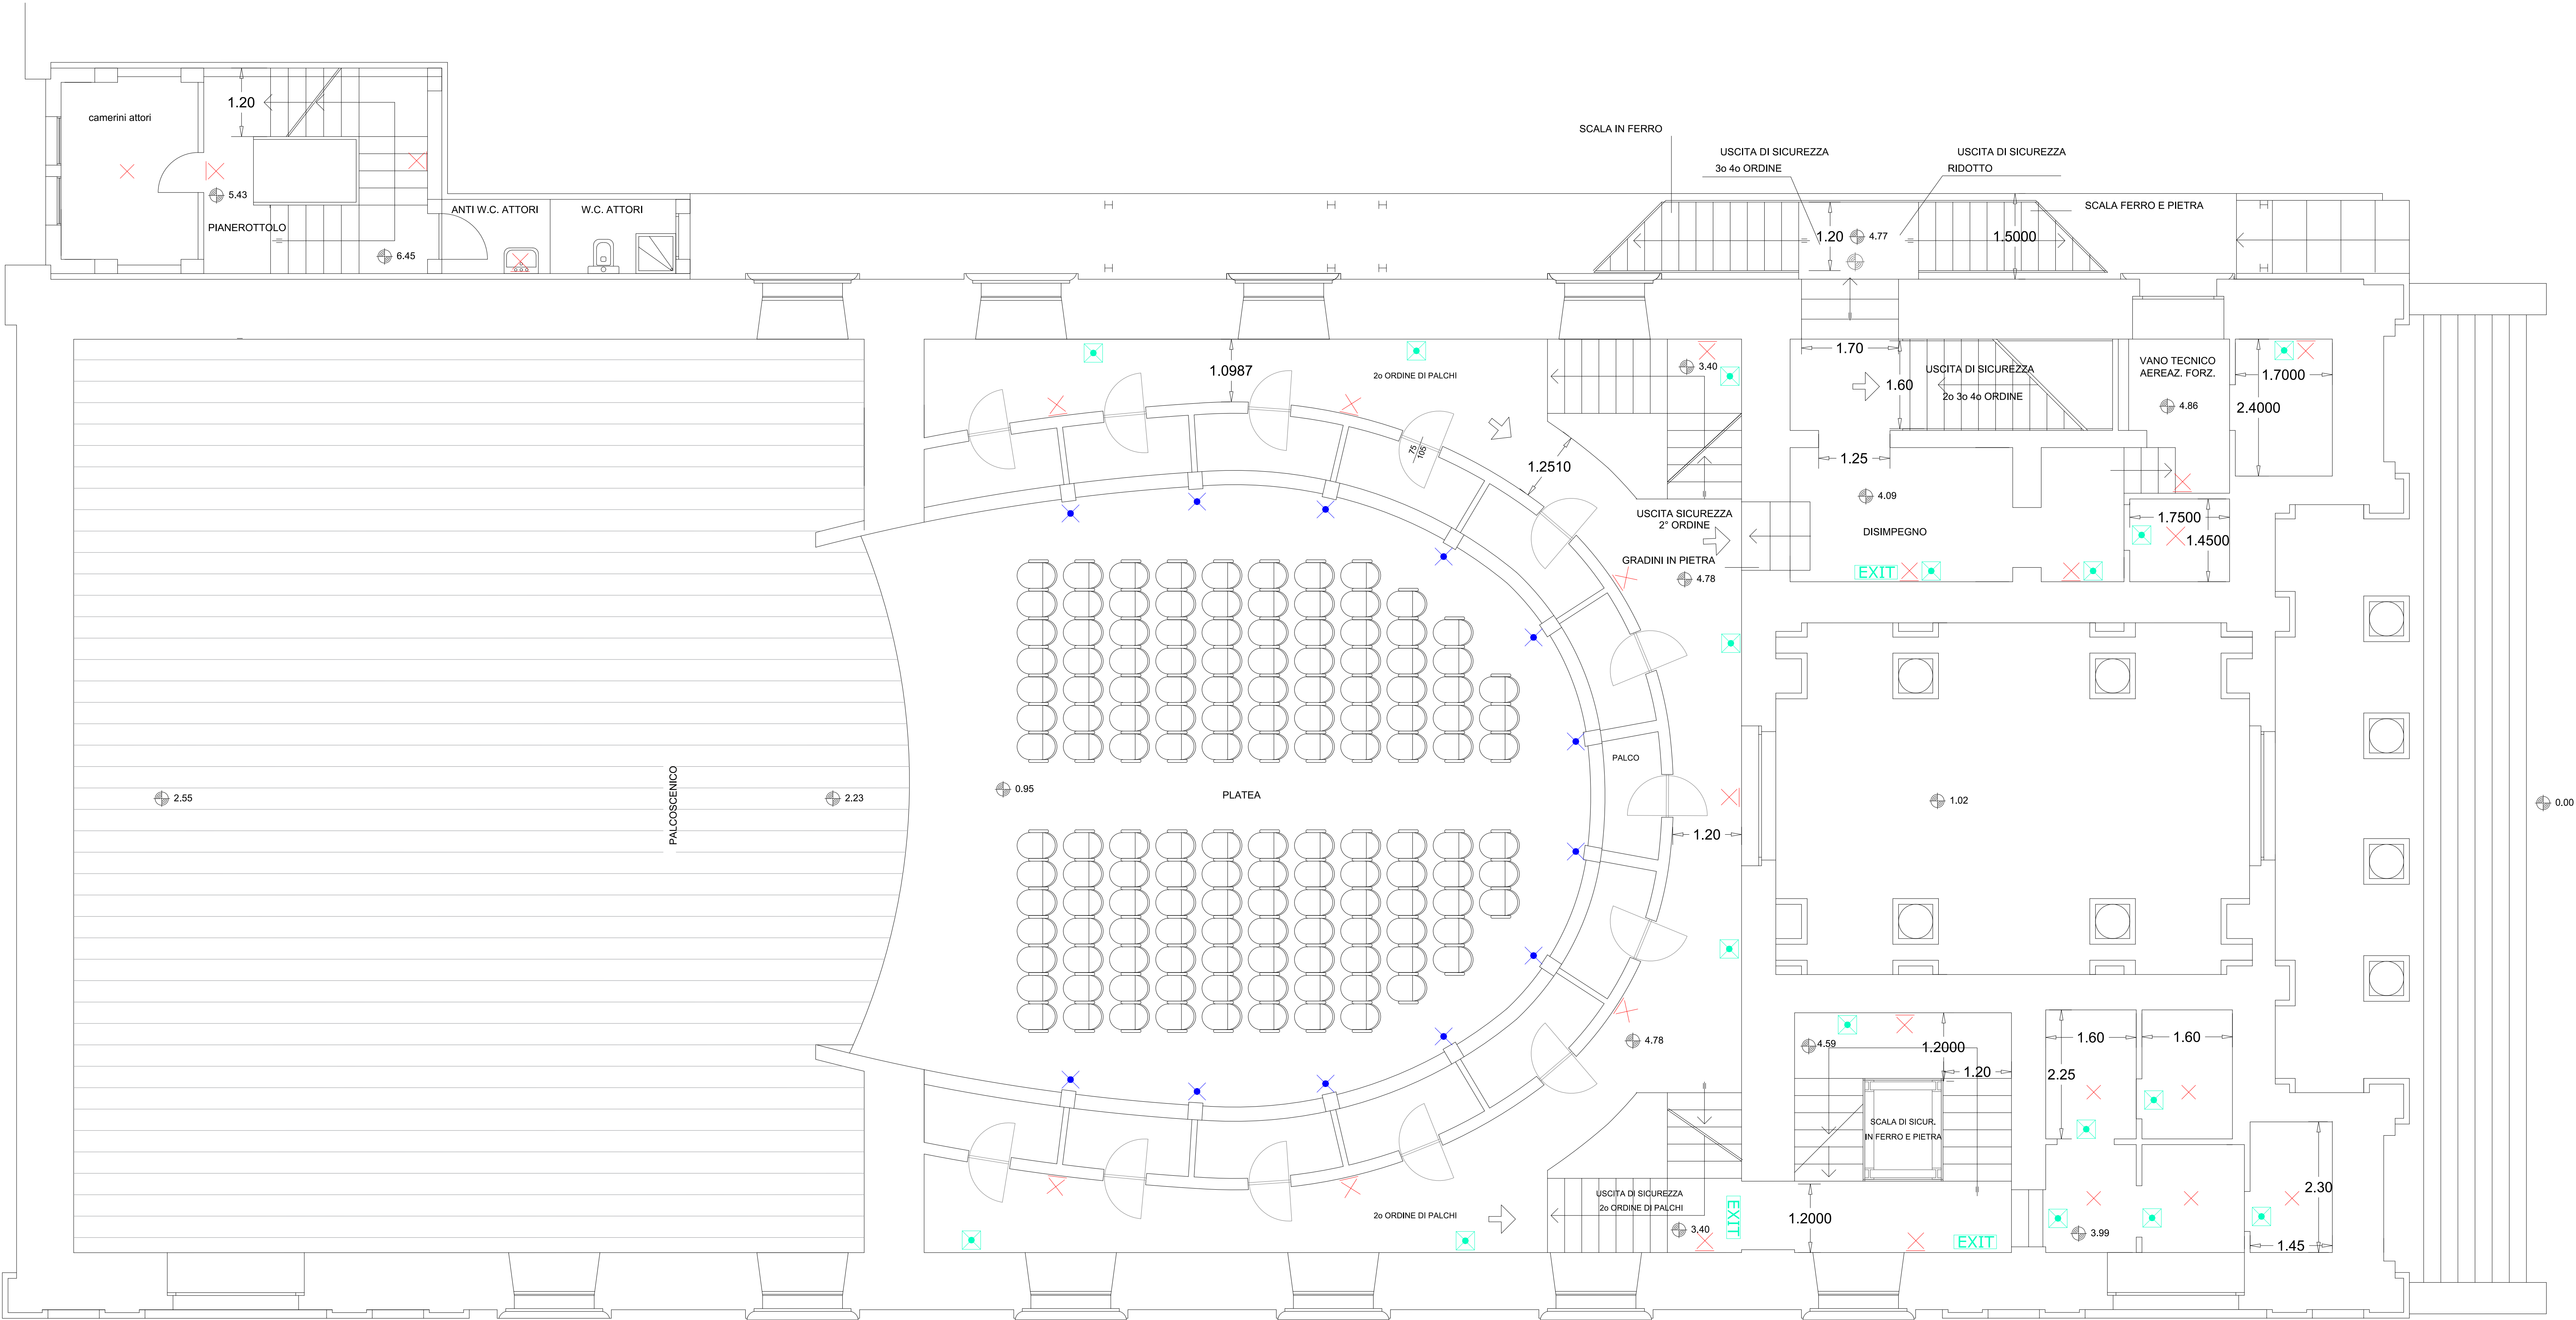 SCALA IN FERRO
USCITA DI SICUREZZA
3o 4o ORDINE
USCITA DI SICUREZZA
RIDOTTO
SCALA FERRO E PIETRA
1.20
camerini attori
5.43
PIANEROTTOLO
6.45
ANTI W.C. ATTORI
W.C. ATTORI
1.20
4.77
1.5000
1.0987
2o ORDINE DI PALCHI
3.40
1.70
1.60
USCITA DI SICUREZZA
2o 3o 4o ORDINE
VANO TECNICO
AEREAZ. FORZ.
4.86
1.7000
2.4000
75
105
1.2510
1.25
4.09
DISIMPEGNO
USCITA SICUREZZA
2° ORDINE
GRADINI IN PIETRA
4.78
1.7500
1.4500
EXIT
PALCO
2.55
PALCOSCENICO
2.23
0.95
PLATEA
1.20
1.02
0.00
4.78
4.59
1.2000
1.20
SCALA DI SICUR.
IN FERRO E PIETRA
1.60
1.60
2.25
2o ORDINE DI PALCHI
USCITA DI SICUREZZA
2o ORDINE DI PALCHI
3.40
EXIT
1.2000
EXIT
3.99
2.30
1.45